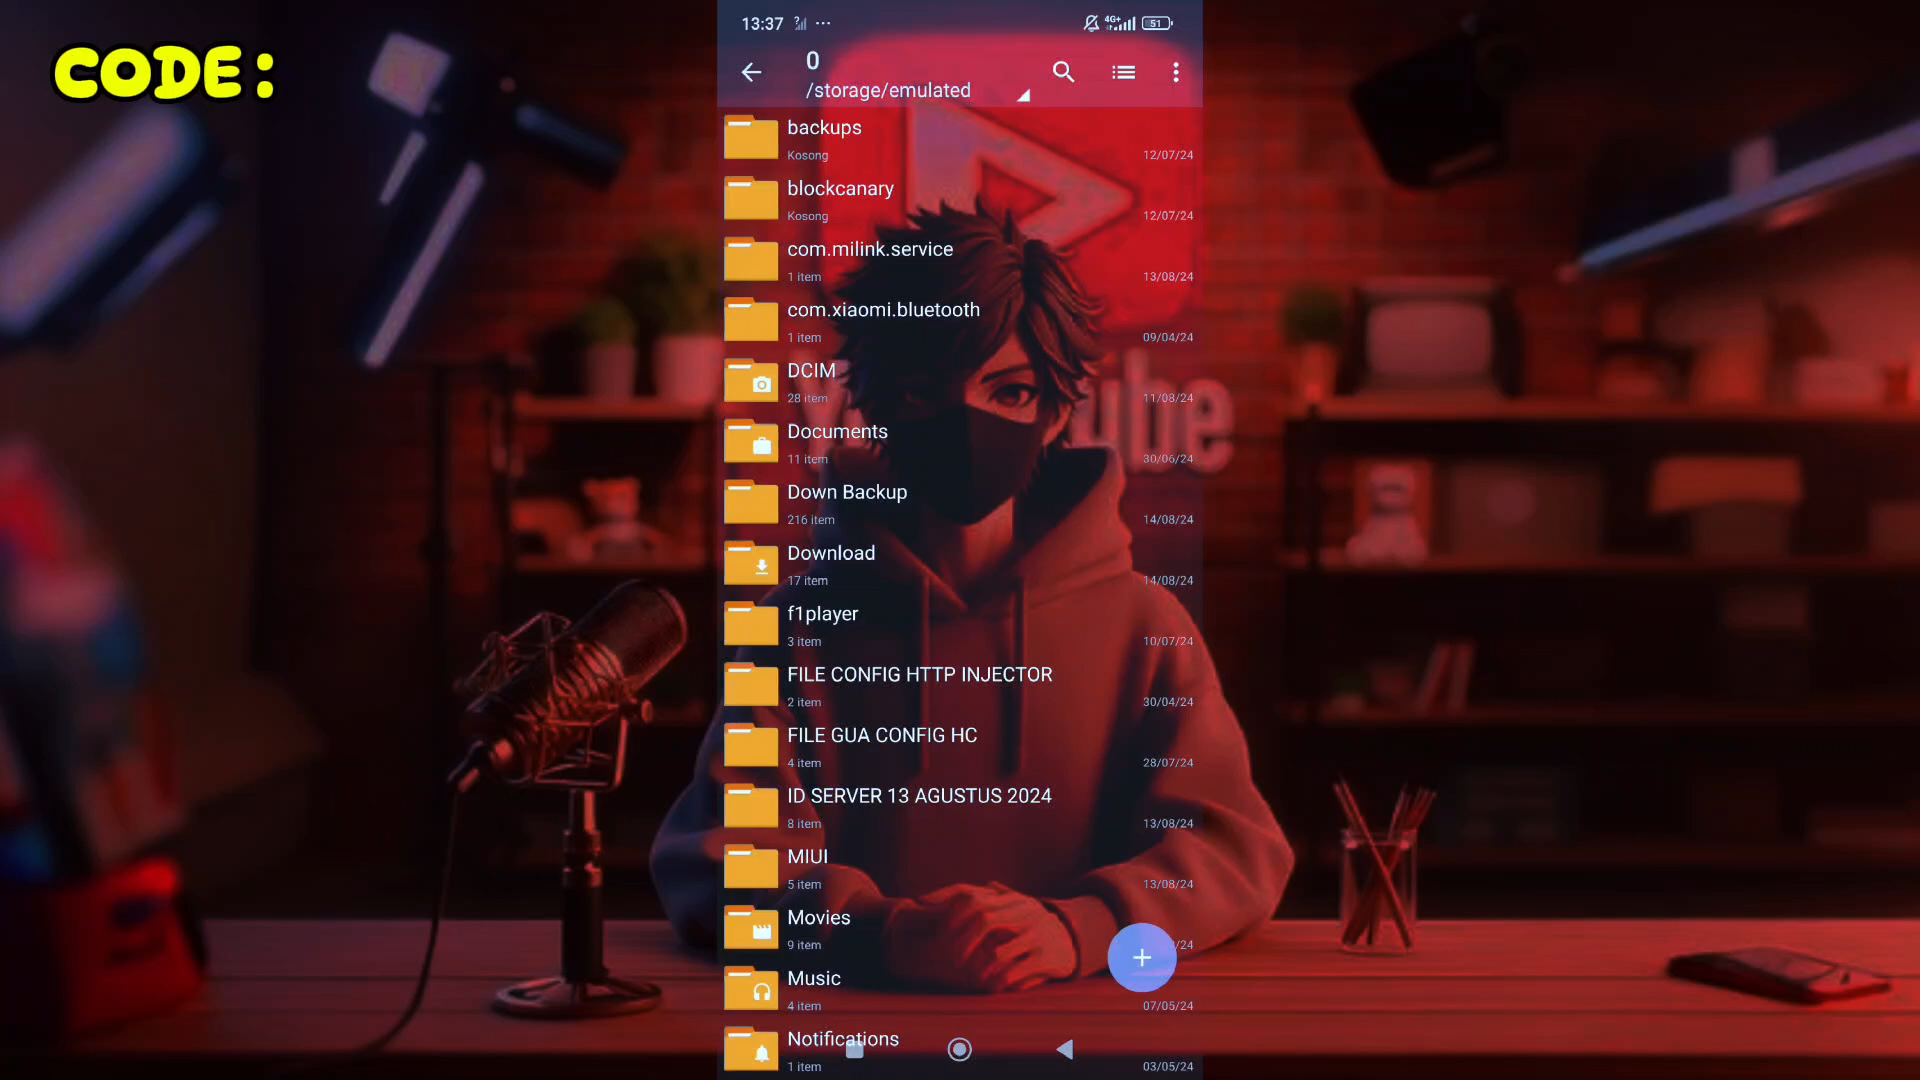 CODE:
13:37
4G+
51
0
/storage/emulated
backups
Kosong
12/07/24
blockcanary
Kosong
12/07/24
com.milink.service
1 item
13/08/24
com.xiaomi.bluetooth
1 item
09/04/24
DCIM
28 item
11/08/24
Documents
11 item
30/06/24
Down Backup
216 item
14/08/24
Download
17 item
14/08/24
f1player
3 item
10/07/24
FILE CONFIG HTTP INJECTOR
2 item
30/04/24
FILE GUA CONFIG HC
4 item
28/07/24
ID SERVER 13 AGUSTUS 2024
8 item
13/08/24
MIUI
5 item
13/08/24
Movies
9 item
/24
Music
4 item
07/05/24
Notifications
1 item
03/05/24